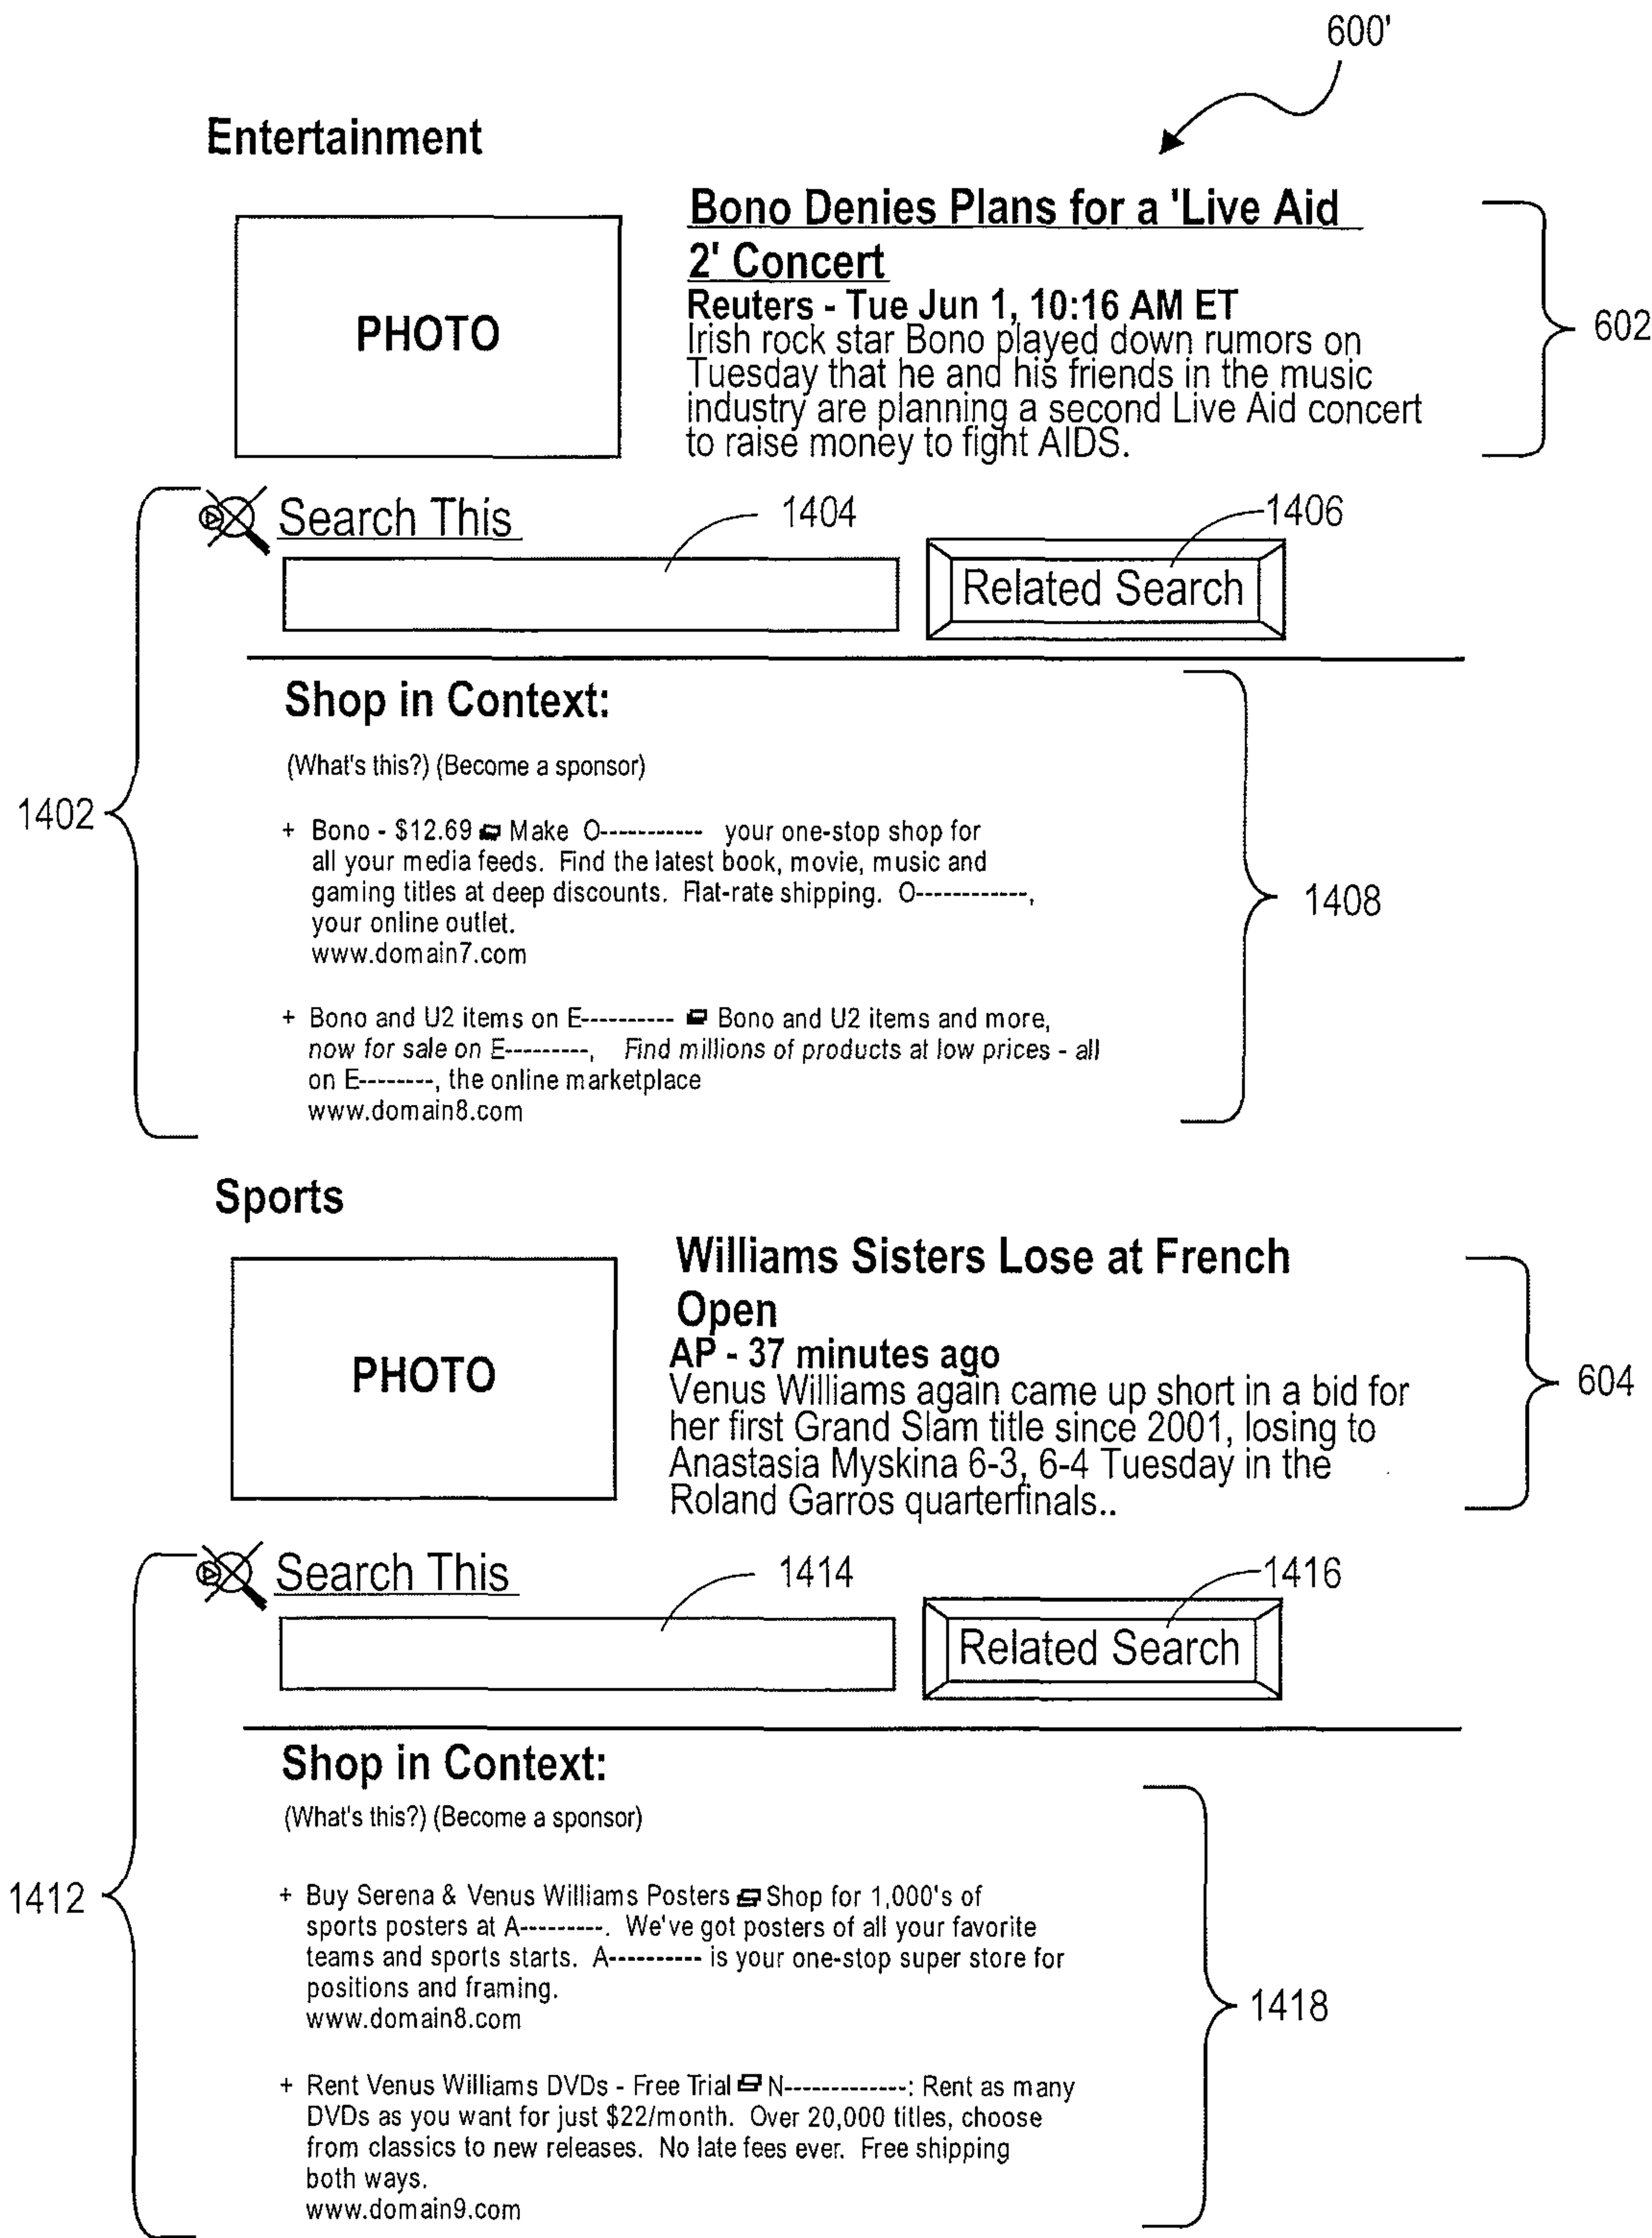 600'
Entertainment
Bono Denies Plans for a 'Live Aid
2' Concert
Reuters - Tue Jun 1, 10:16 AM ET
PHOTO
Irish rock star Bono played down rumors on
Tuesday that he and his friends in the music
industry are planning a second Live Aid concert
to raise money to fight AIDS.
602
Search This
1404
1406
Related Search
Shop in Context:
(What's this?) (Become a sponsor)
1402
+ Bono - $12.69 Make O----------- your one-stop shop for
all your media feeds. Find the latest book, movie, music and
gaming titles at deep discounts. Flat-rate shipping. O------------,
your online outlet.
www.domain7.com
1408
+ Bono and U2 items on E---------- Bono and U2 items and more,
now for sale on E---------, Find millions of products at low prices - all
on E--------, the online marketplace
www.domain8.com
Sports
Williams Sisters Lose at French
Open
AP - 37 minutes ago
PHOTO
Venus Williams again came up short in a bid for
her first Grand Slam title since 2001, losing to
Anastasia Myskina 6-3, 6-4 Tuesday in the
Roland Garros quarterfinals..
604
Search This
1414
1416
Related Search
Shop in Context:
(What's this?) (Become a sponsor)
1412
+ Buy Serena & Venus Williams Posters Shop for 1,000's of
sports posters at A---------. We've got posters of all your favorite
teams and sports starts. A---------- is your one-stop super store for
positions and framing.
www.domain8.com
1418
+ Rent Venus Williams DVDs - Free Trial N-------------: Rent as many
DVDs as you want for just $22/month. Over 20,000 titles, choose
from classics to new releases. No late fees ever. Free shipping
both ways.
www.domain9.com